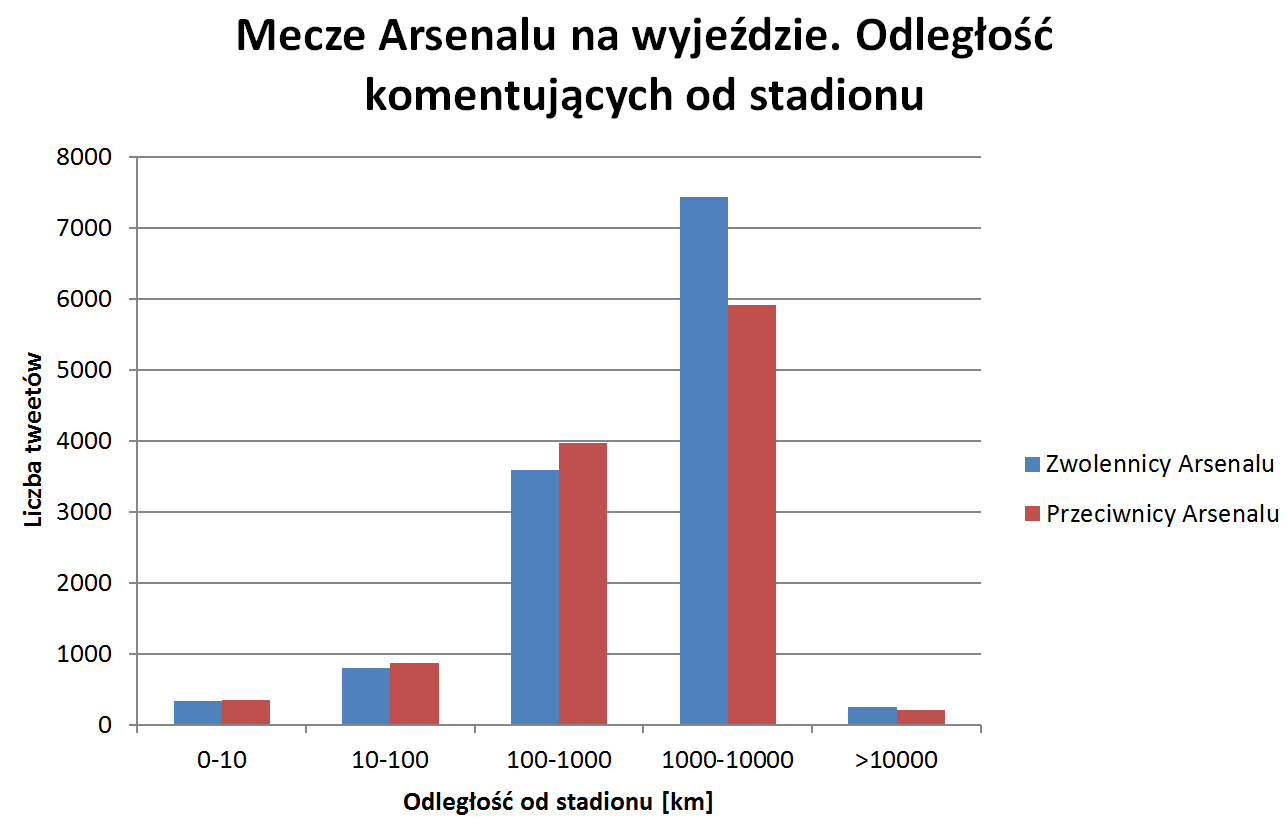 Mecze Arsenalu na wyjeździe. Odległość
komentujących od stadionu
8000
7000
6000
5000
4000
3000
2000
1000
0
Liczba tweetów
0-10
10-100
100-1000
1000-10000
>10000
Odległość od stadionu [km]
Zwolennicy Arsenalu
Przeciwnicy Arsenalu